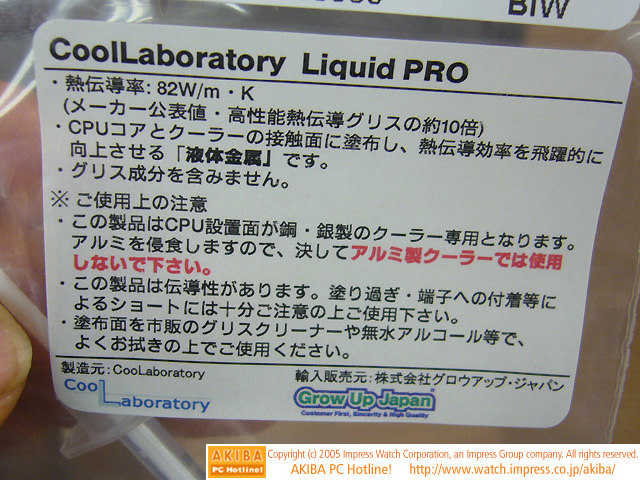 BIW
CoolLaboratory Liquid PRO
・熱伝導率: 82W/m・K
(メーカー公表値・高性能熱伝導グリスの約10倍)
・CPUコアとクーラーの接触面に塗布し、熱伝導効率を飛躍的に
向上させる「液体金属」です。
・グリス成分を含みません。
※ ご使用上の注意
・この製品はCPU設置面が銅・銀製のクーラー専用となります。
アルミを侵食しますので、決してアルミ製クーラーでは使用
しないで下さい。
・この製品は伝導性があります。塗り過ぎ・端子への付着等に
よるショートには十分ご注意の上ご使用下さい。
・塗布面を市販のグリスクリーナーや無水アルコール等で、
よくお拭きの上でご使用ください。
製造元: CooLaboratory
輸入販売元: 株式会社グロウアップ・ジャパン
CooLaboratory
Grow Up Japan
Customer First, Sincerity & High Quality
AKIBA PC Hotline!
Copyright (c) 2005 Impress Watch Corporation, an Impress Group company. All rights reserved.
AKIBA PC Hotline! http://www.watch.impress.co.jp/akiba/